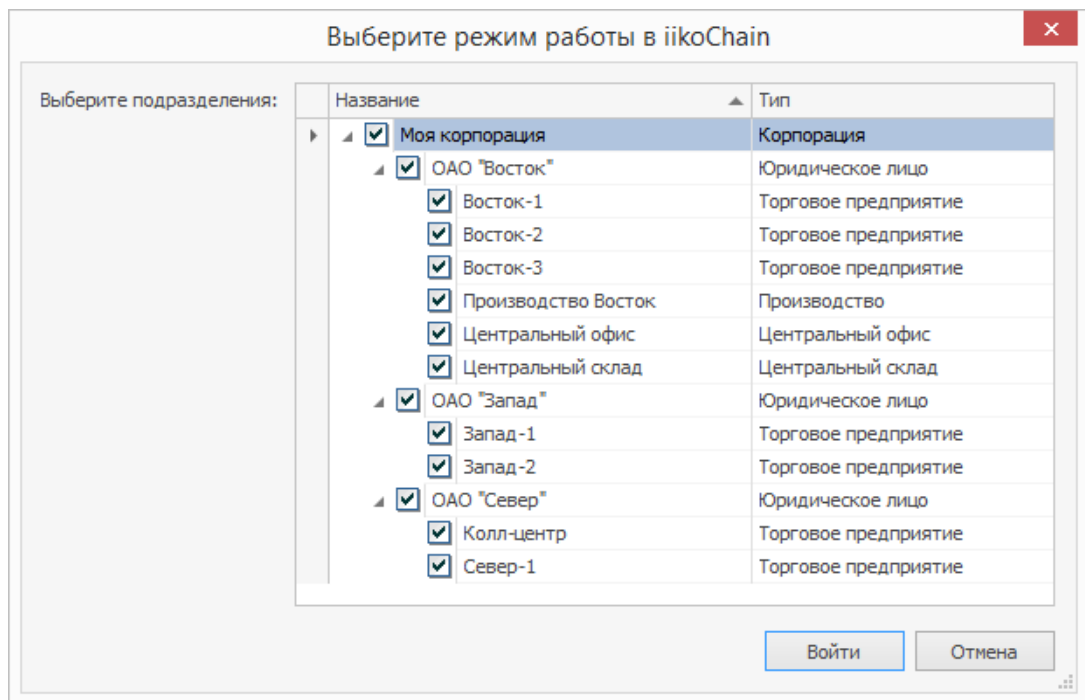 Выберите режим работы в iikoChain
Выберите подразделения:
Название Тип
Моя корпорация Корпорация
ОАО "Восток" Юридическое лицо
Восток-1 Торговое предприятие
Восток-2 Торговое предприятие
Восток-3 Торговое предприятие
Производство Восток Производство
Центральный офис Центральный офис
Центральный склад Центральный склад
ОАО "Запад" Юридическое лицо
Запад-1 Торговое предприятие
Запад-2 Торговое предприятие
ОАО "Север" Юридическое лицо
Колл-центр Торговое предприятие
Север-1 Торговое предприятие
Войти Отмена